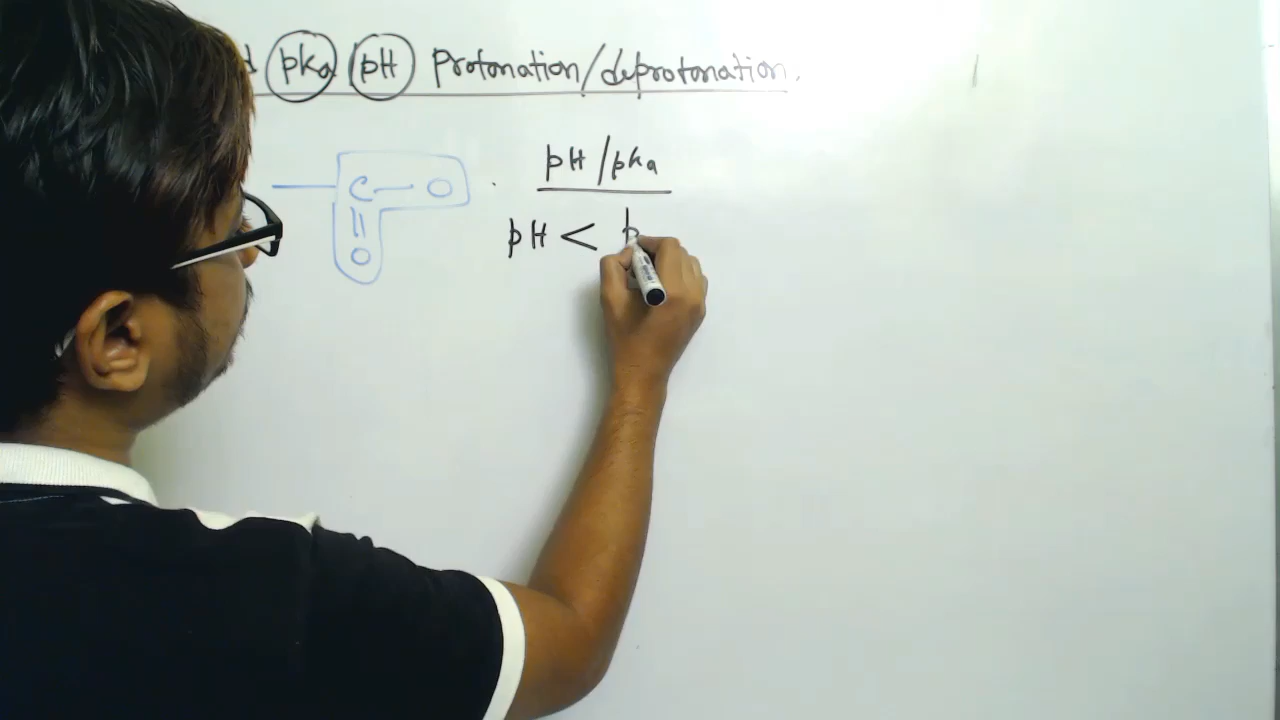 pka pH Protonation/deprotonation.
pH/pka
C — O
||
O
pH < p